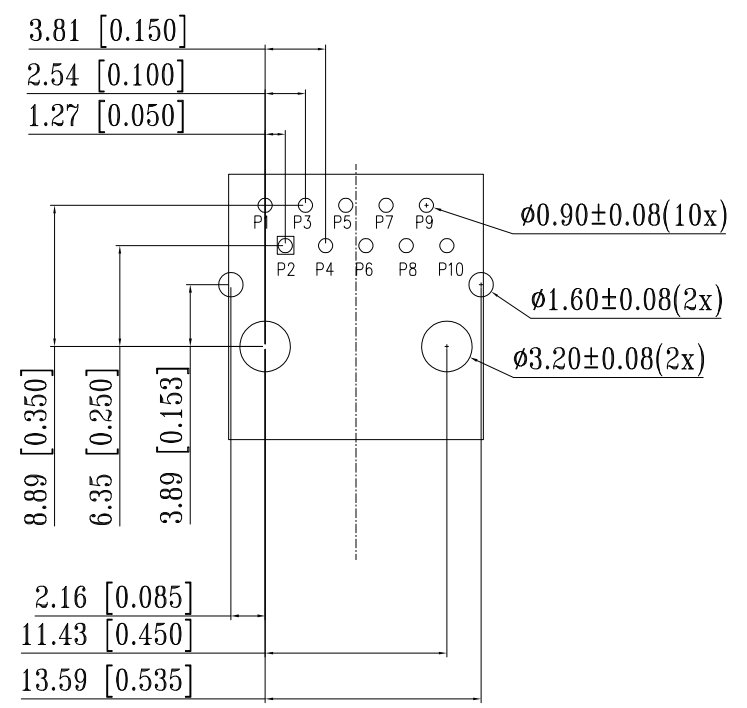 3.81 [0.150]
2.54 [0.100]
1.27 [0.050]
P1 P3 P5 P7 P9
ø0.90±0.08(10x)
P2 P4 P6 P8 P10
ø1.60±0.08(2x)
ø3.20±0.08(2x)
8.89 [0.350]
6.35 [0.250]
3.89 [0.153]
2.16 [0.085]
11.43 [0.450]
13.59 [0.535]